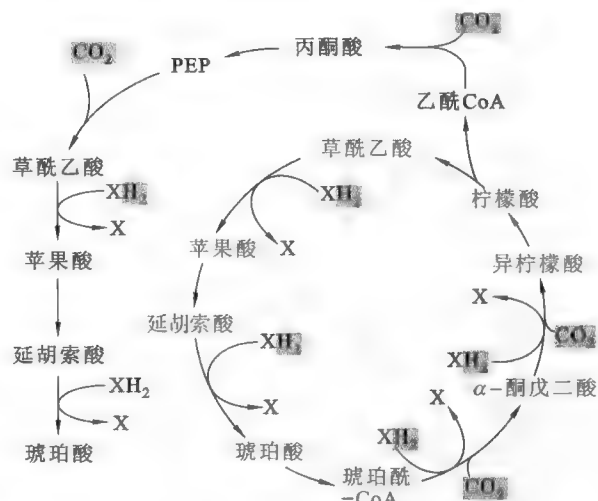 CO₂
丙酮酸
CO₂
PEP
乙酰CoA
草酰乙酸
XH₂
X
苹果酸
延胡索酸
XH₂
X
琥珀酸
草酰乙酸
XH₂
X
苹果酸
延胡索酸
XH₂
X
琥珀酸
琥珀酰
-CoA
XH₂
X
CO₂
α-酮戊二酸
XH₂
X
CO₂
异柠檬酸
柠檬酸